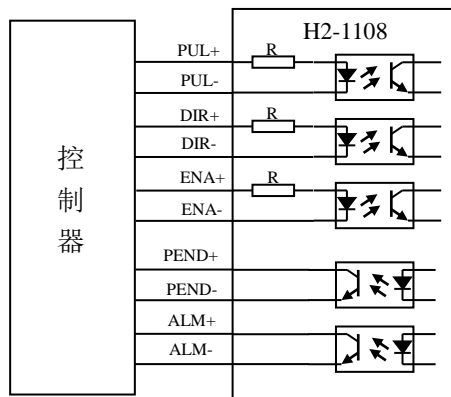 H2-1108
PUL+
R
PUL-
DIR+
R
DIR-
ENA+
R
ENA-
PEND+
PEND-
ALM+
ALM-
控
制
器